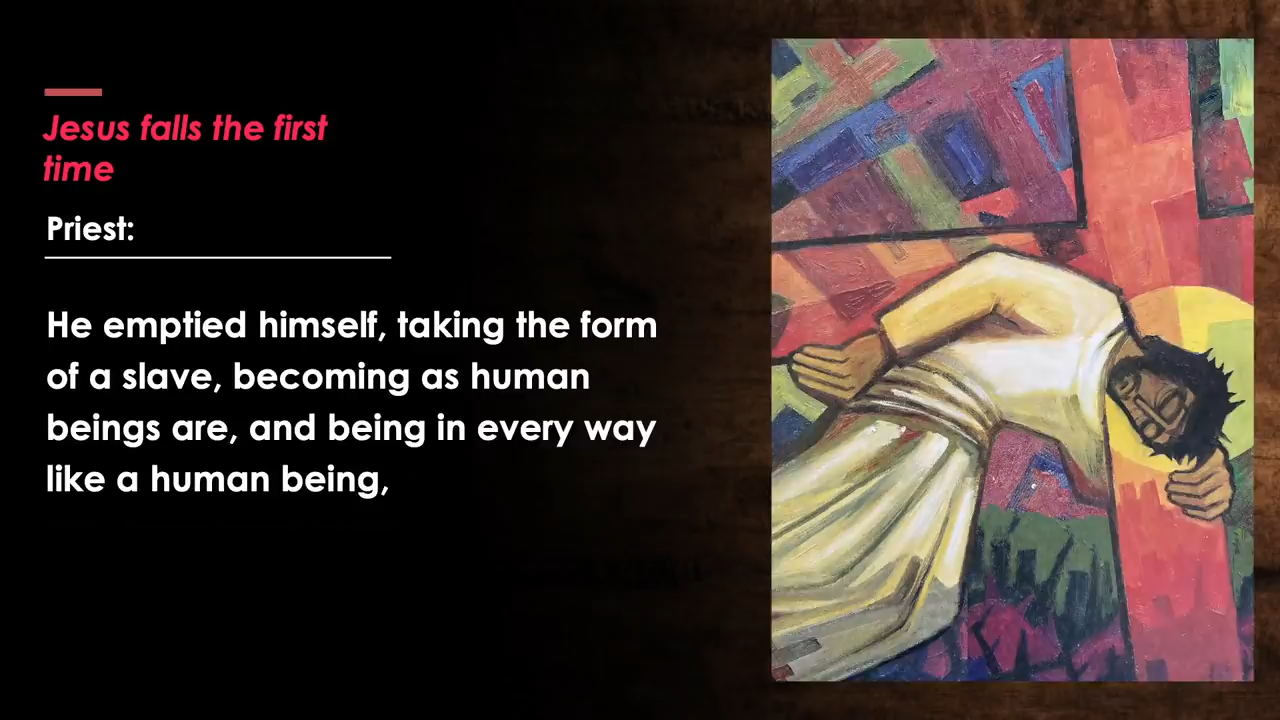 Jesus falls the first
time
Priest:
He emptied himself, taking the form
of a slave, becoming as human
beings are, and being in every way
like a human being,